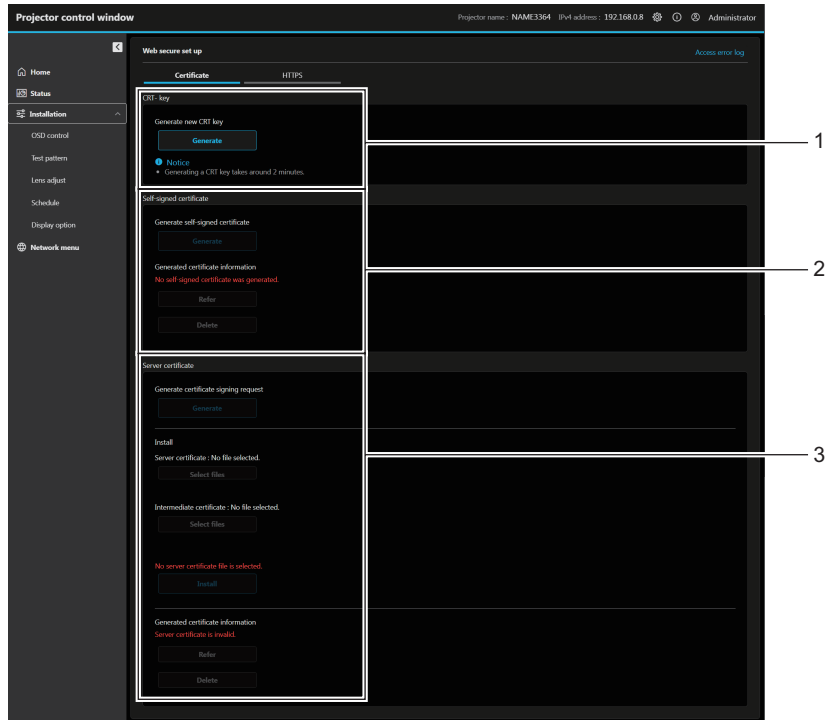 Projector control window Projector name : NAME3364 IPv4 address : 192.168.0.8 Administrator
Web secure set up Access error log
Home
Status
Installation
OSD control
Test pattern
Lens adjust
Schedule
Display option
Network menu
Certificate HTTPS
CRT- key
Generate new CRT key
Generate
Notice
• Generating a CRT key takes around 2 minutes.
1
Self-signed certificate
Generate self-signed certificate
Generate
Generated certificate information
No self-signed certificate was generated.
Refer
Delete
2
Server certificate
Generate certificate signing request
Generate
Install
Server certificate : No file selected.
Select files
Intermediate certificate : No file selected.
Select files
No server certificate file is selected.
Install
Generated certificate information
Server certificate is invalid.
Refer
Delete
3